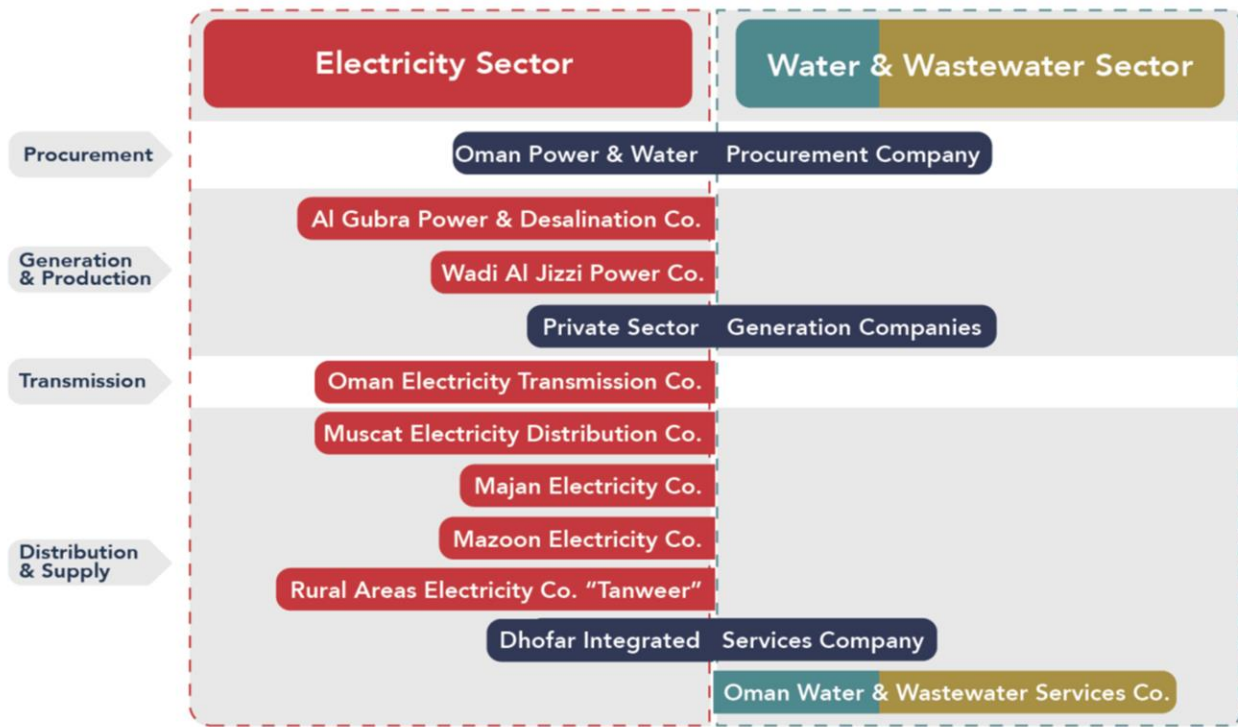 Electricity Sector
Water & Wastewater Sector
Procurement
Oman Power & Water Procurement Company
Al Gubra Power & Desalination Co.
Generation
& Production
Wadi Al Jizzi Power Co.
Private Sector Generation Companies
Transmission
Oman Electricity Transmission Co.
Muscat Electricity Distribution Co.
Majan Electricity Co.
Mazoon Electricity Co.
Distribution
& Supply
Rural Areas Electricity Co. “Tanweer”
Dhofar Integrated Services Company
Oman Water & Wastewater Services Co.